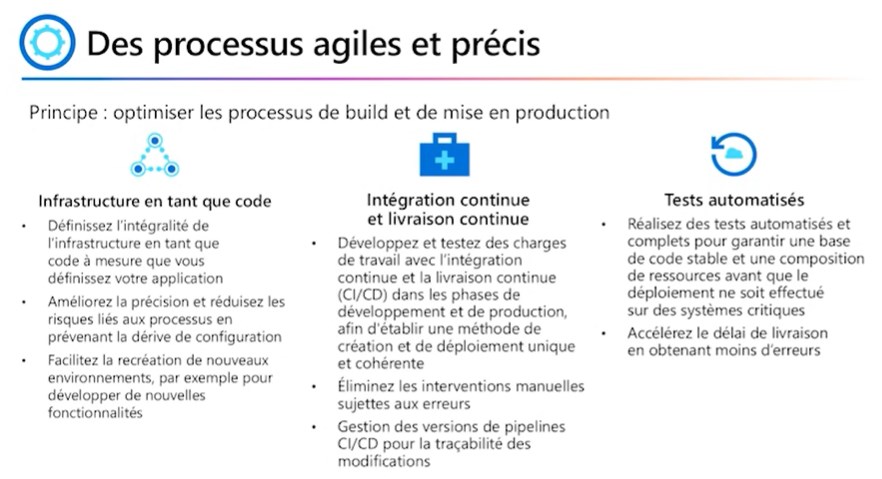 Des processus agiles et précis
Principe : optimiser les processus de build et de mise en production
Infrastructure en tant que code
• Définissez l'intégralité de
l'infrastructure en tant que
code à mesure que vous
définissez votre application
• Améliorez la précision et réduisez les
risques liés aux processus en
prévenant la dérive de configuration
• Facilitez la recréation de nouveaux
environnements, par exemple pour
développer de nouvelles
fonctionnalités
Intégration continue
et livraison continue
• Développez et testez des charges
de travail avec l'intégration
continue et la livraison continue
(CI/CD) dans les phases de
développement et de production,
afin d'établir une méthode de
création et de déploiement unique
et cohérente
• Éliminez les interventions manuelles
sujettes aux erreurs
• Gestion des versions de pipelines
CI/CD pour la traçabilité des
modifications
Tests automatisés
• Réalisez des tests automatisés et
complets pour garantir une base
de code stable et une composition
de ressources avant que le
déploiement ne soit effectué
sur des systèmes critiques
• Accélérez le délai de livraison
en obtenant moins d'erreurs